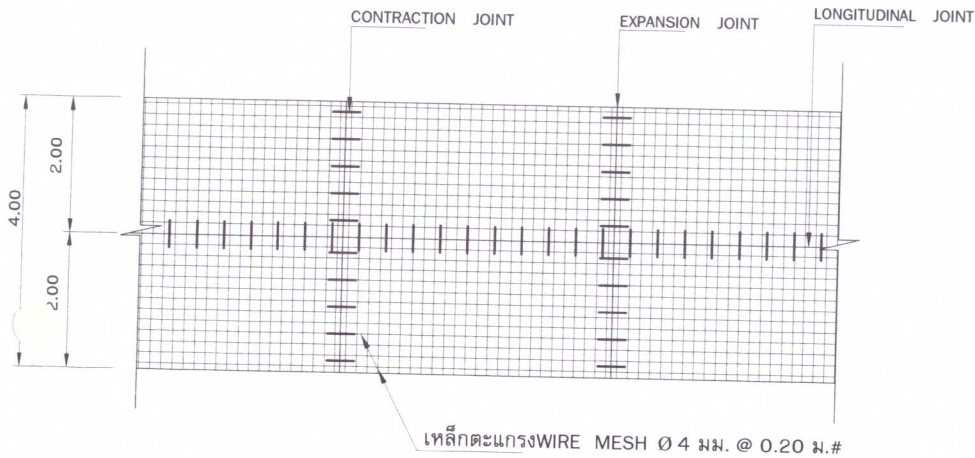 CONTRACTION JOINT
EXPANSION JOINT
LONGITUDINAL JOINT
2.00
4.00
2.00
เหล็กตะแกรงWIRE MESH Ø 4 มม. @ 0.20 ม.#